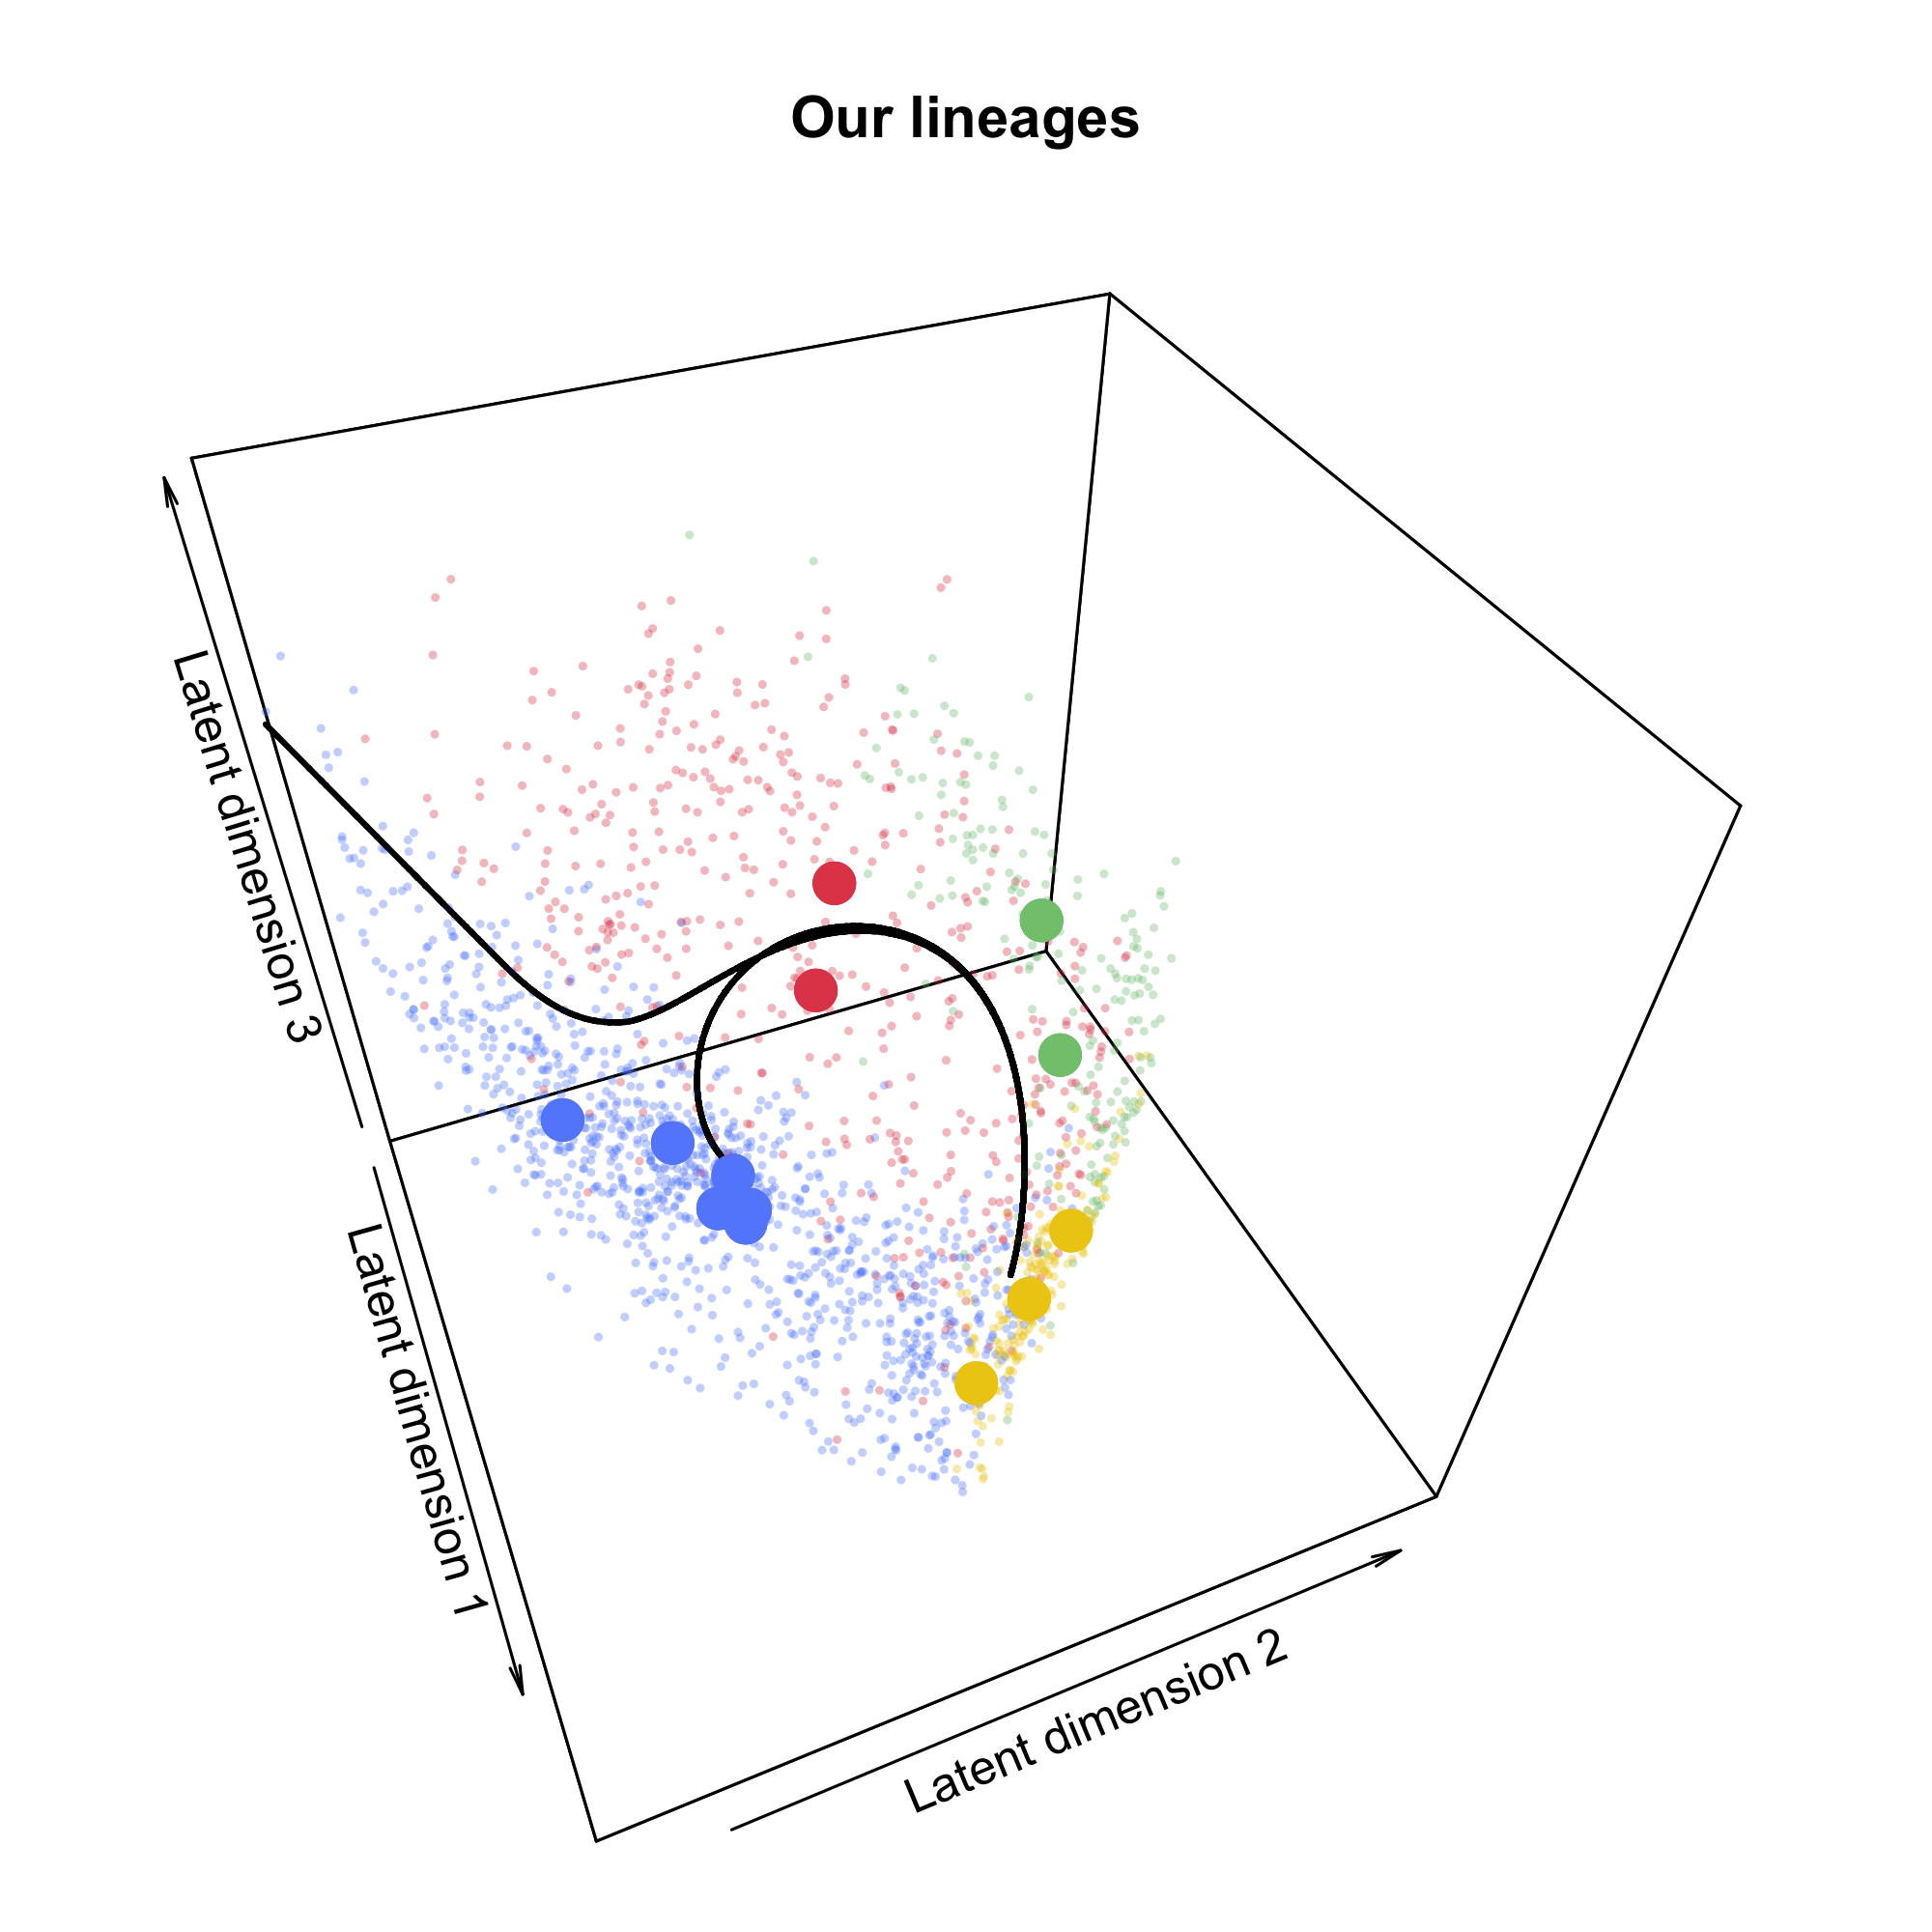 Our lineages
Latent dimension 3
Latent dimension 1
Latent dimension 2